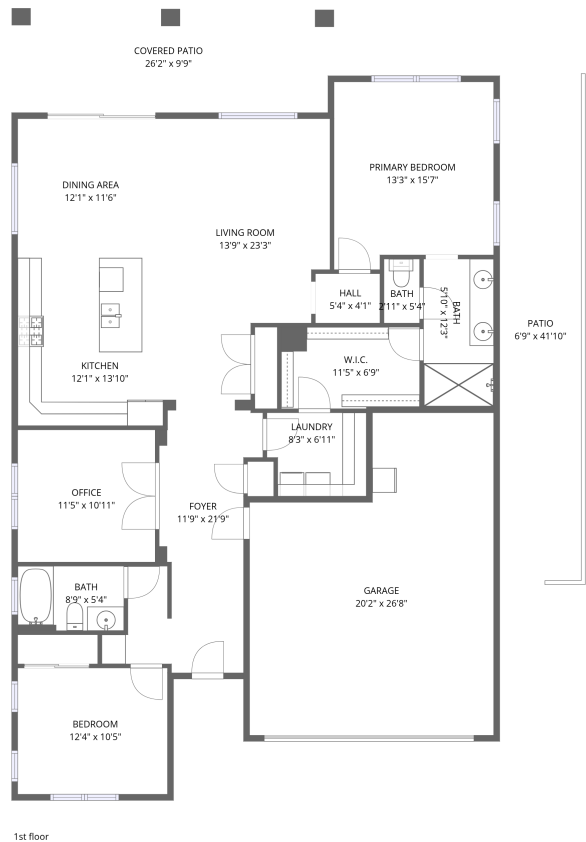 COVERED PATIO
26'2" x 9'9"
PRIMARY BEDROOM
13'3" x 15'7"
DINING AREA
12'1" x 11'6"
LIVING ROOM
13'9" x 23'3"
HALL
5'4" x 4'1"
BATH
2'11" x 5'4"
BATH
5'10" x 12'3"
PATIO
6'9" x 41'10"
KITCHEN
12'1" x 13'10"
W.I.C.
11'5" x 6'9"
LAUNDRY
8'3" x 6'11"
OFFICE
11'5" x 10'11"
FOYER
11'9" x 21'9"
BATH
8'9" x 5'4"
GARAGE
20'2" x 26'8"
BEDROOM
12'4" x 10'5"
1st floor